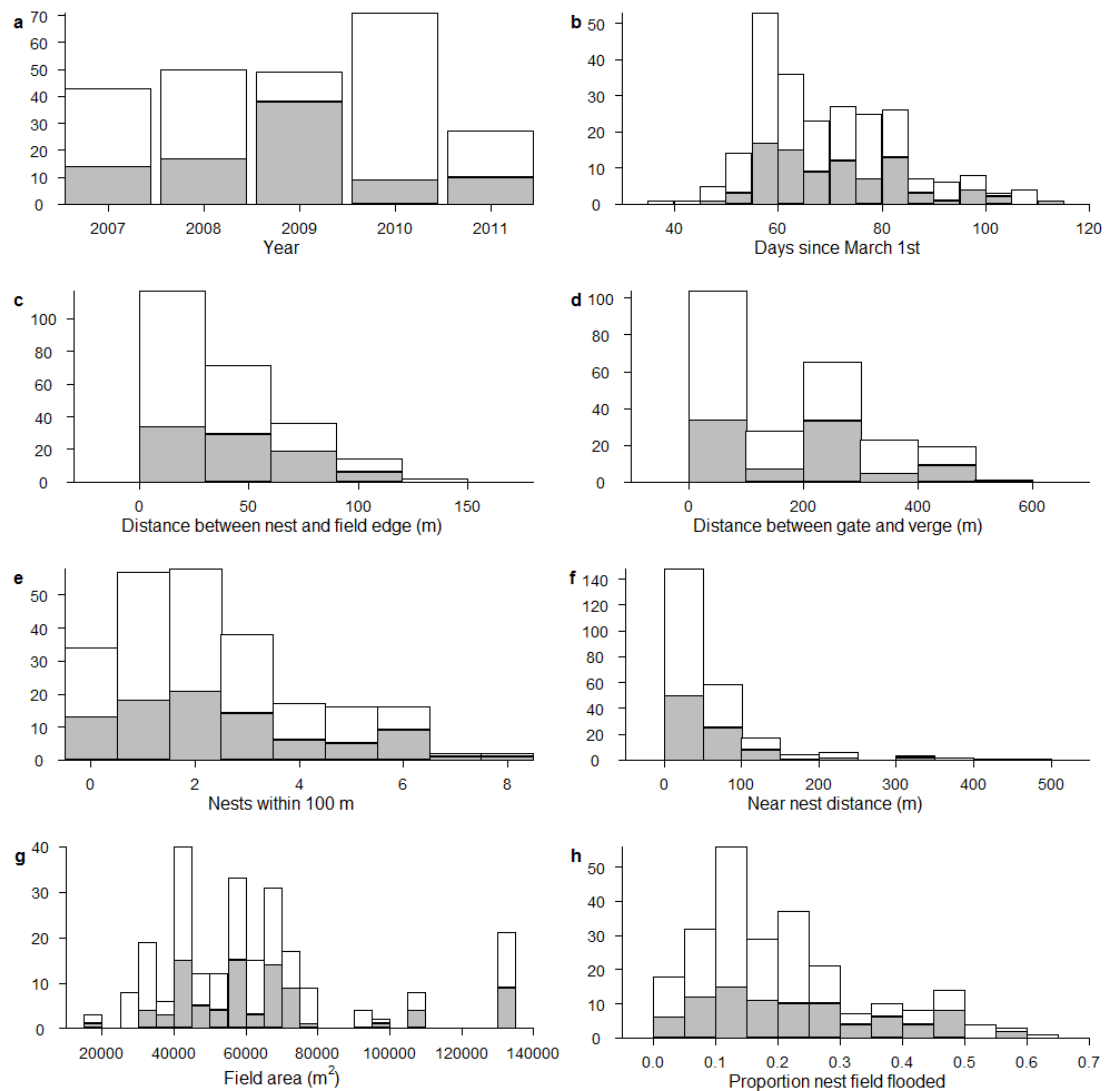 a
70
60
50
40
30
20
10
0
2007 2008 2009 2010 2011
Year
b
50
40
30
20
10
0
40 60 80 100 120
Days since March 1st
c
100
80
60
40
20
0
0 50 100 150
Distance between nest and field edge (m)
d
100
80
60
40
20
0
0 200 400 600
Distance between gate and verge (m)
e
50
40
30
20
10
0
0 2 4 6 8
Nests within 100 m
f
140
120
100
80
60
40
20
0
0 100 200 300 400 500
Near nest distance (m)
g
40
30
20
10
0
20000 40000 60000 80000 100000 120000 140000
Field area (m²)
h
50
40
30
20
10
0
0.0 0.1 0.2 0.3 0.4 0.5 0.6 0.7
Proportion nest field flooded